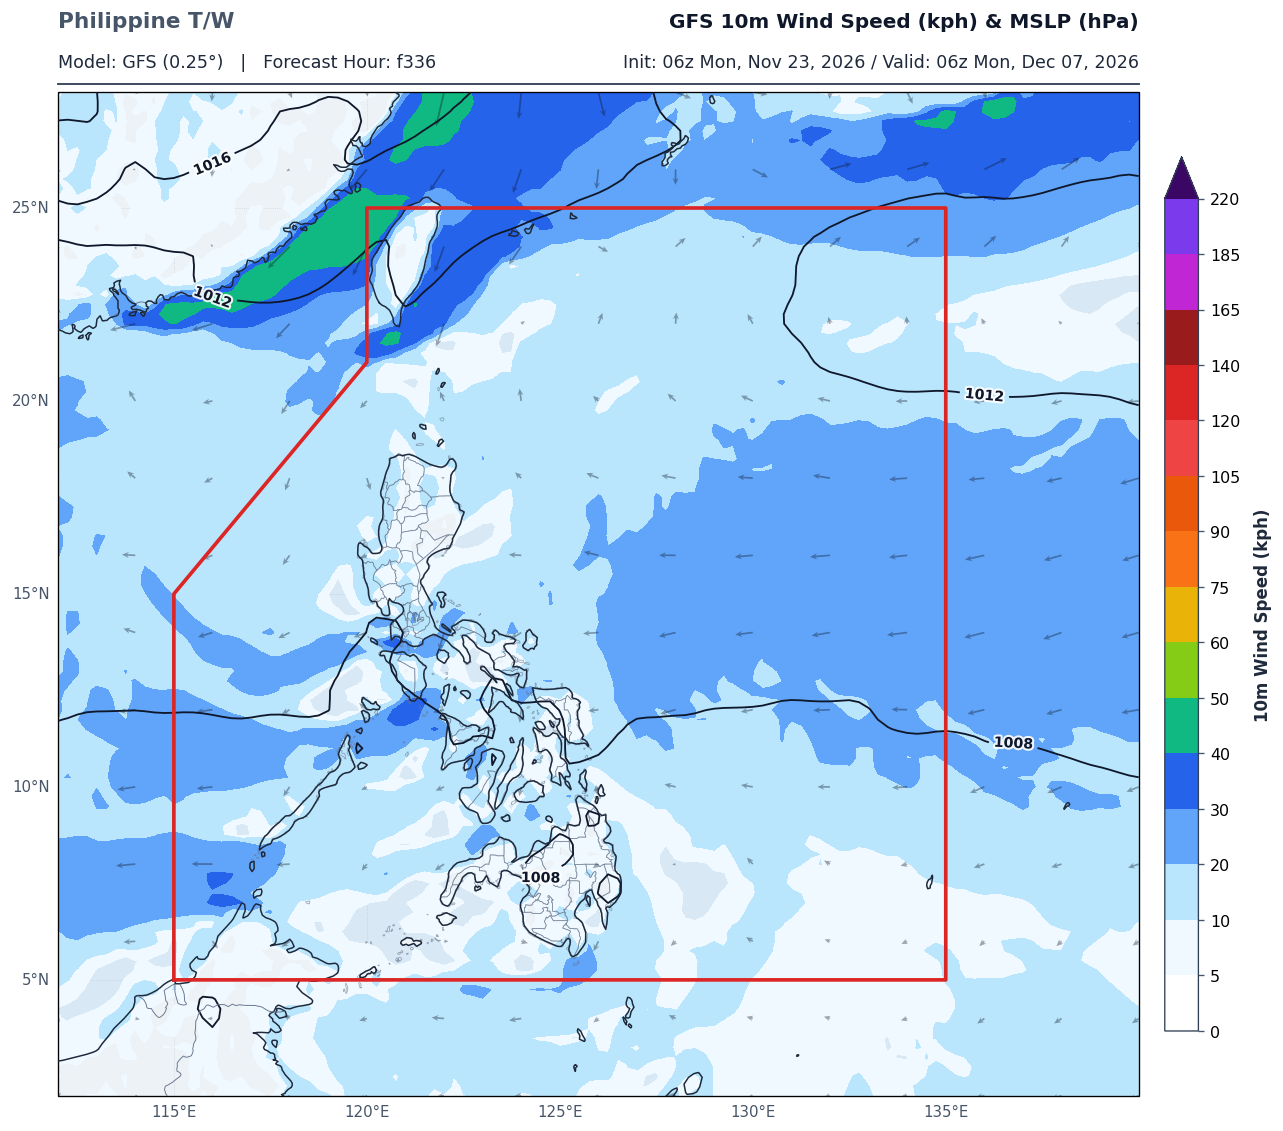 Philippine T/W
GFS 10m Wind Speed (kph) & MSLP (hPa)
Model: GFS (0.25°)   |   Forecast Hour: f336
Init: 06z Mon, Nov 23, 2026 / Valid: 06z Mon, Dec 07, 2026
1016
1012
1012
1008
1008
25°N
20°N
15°N
10°N
5°N
115°E
120°E
125°E
130°E
135°E
220
185
165
140
120
105
90
75
60
50
40
30
20
10
5
0
10m Wind Speed (kph)